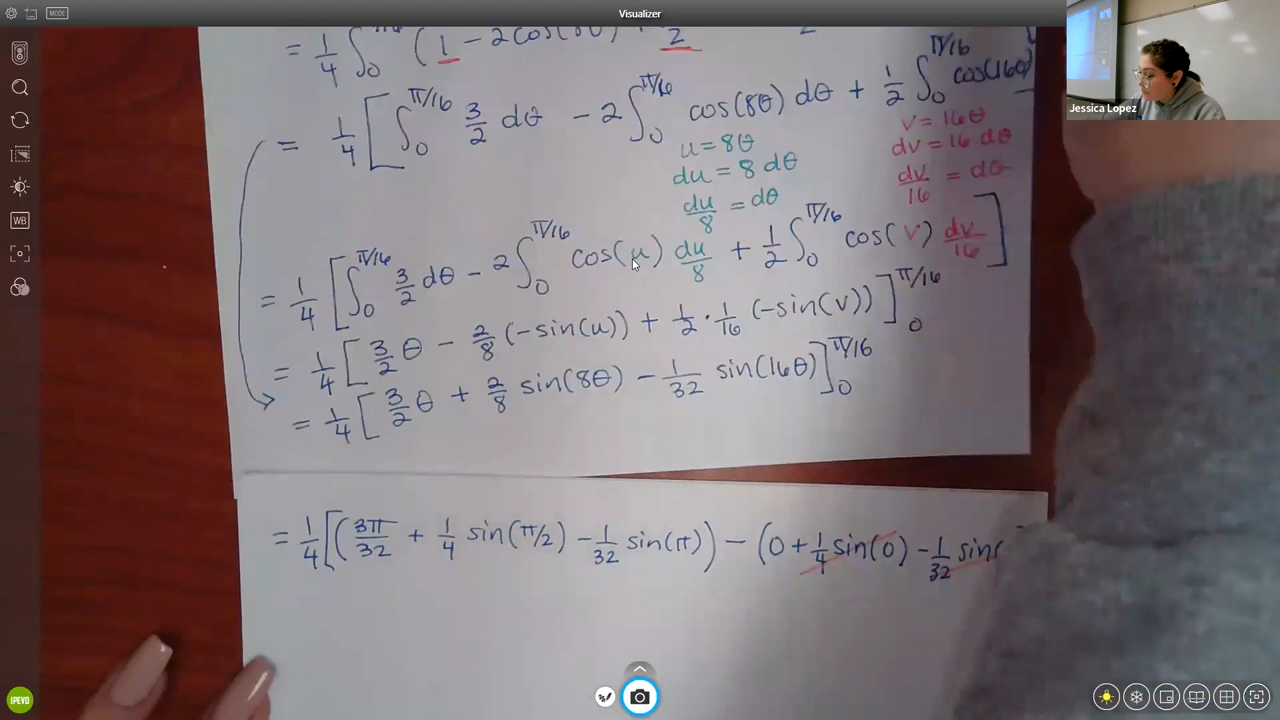 MODE
Visualizer
Jessica Lopez
= 1/4 ∫₀ (1 - 2cos(8θ) 2
= 1/4 [ ∫₀^π/16 3/2 dθ - 2 ∫₀^π/16 cos(8θ) dθ + 1/2 ∫₀^π/16 cos(16θ)
u = 8θ
du = 8 dθ
du/8 = dθ
v = 16θ
dv = 16 dθ
dv/16 = dθ
= 1/4 [ ∫₀^π/16 3/2 dθ - 2 ∫₀^π/16 cos(u) du/8 + 1/2 ∫₀^π/16 cos(v) dv/16 ]
= 1/4 [ 3/2 θ - 2/8 (-sin(u)) + 1/2 · 1/16 (-sin(v)) ]₀^π/16
= 1/4 [ 3/2 θ + 2/8 sin(8θ) - 1/32 sin(16θ) ]₀^π/16
= 1/4 [ (3π/32 + 1/4 sin(π/2) - 1/32 sin(π)) - (0 + 1/4 sin(0) - 1/32 sin(
WB
IPEVO